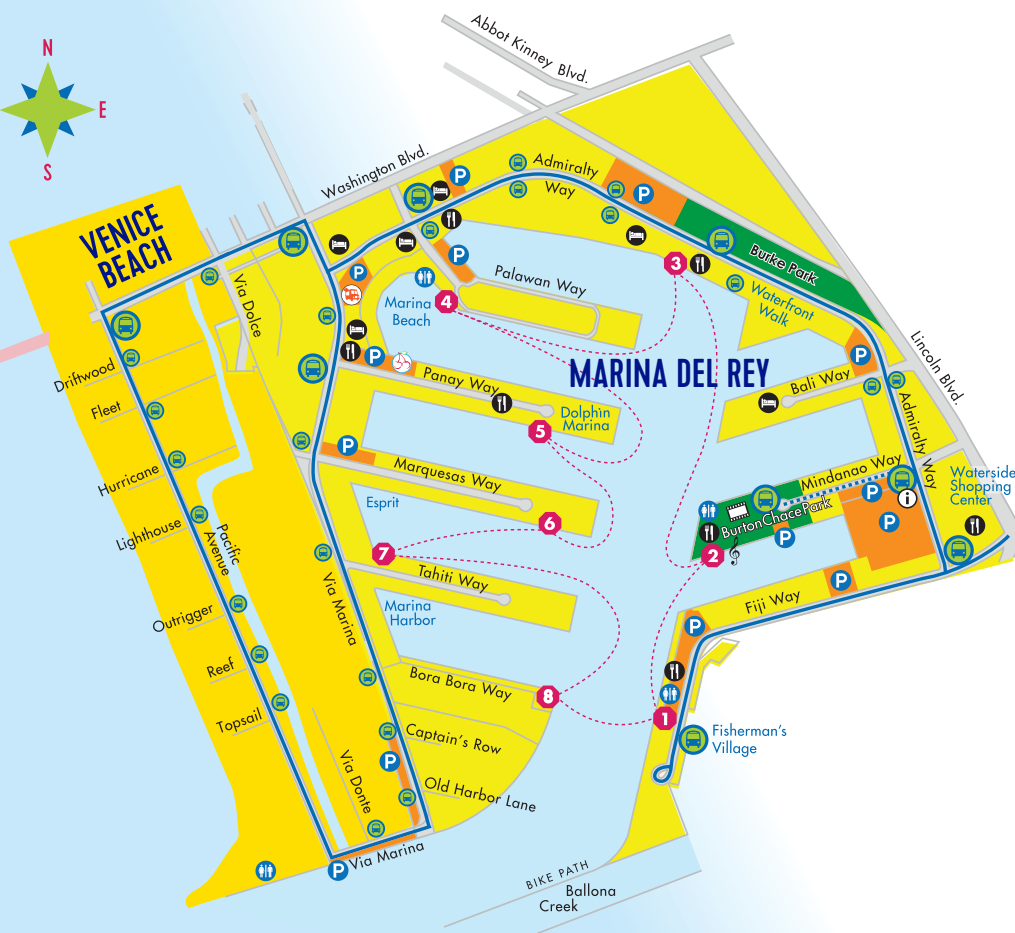 N
E
S
Abbot Kinney Blvd.
Washington Blvd.
Admiralty
Way
P
P
VENICE
BEACH
Via Dolce
Burke Park
P
P
3
Palawan Way
Marina
Beach
4
Waterfront
Walk
Lincoln Blvd.
Driftwood
P
P
Panay Way
MARINA DEL REY
Bali Way
Fleet
Dolphin
Marina
5
Admiralty Way
P
Hurricane
Marquesas Way
Mindanao Way
Waterside
Shopping
Center
P
i
Esprit
Burton Chace Park
P
P
6
Lighthouse
Pacific
Avenue
7
2
Tahiti Way
P
Fiji Way
Via Marina
Marina
Harbor
Outrigger
P
Reef
Bora Bora Way
8
1
Topsail
Captain's Row
Fisherman's
Village
Via Donte
P
Old Harbor Lane
Via Marina
P
BIKE PATH
Ballona
Creek